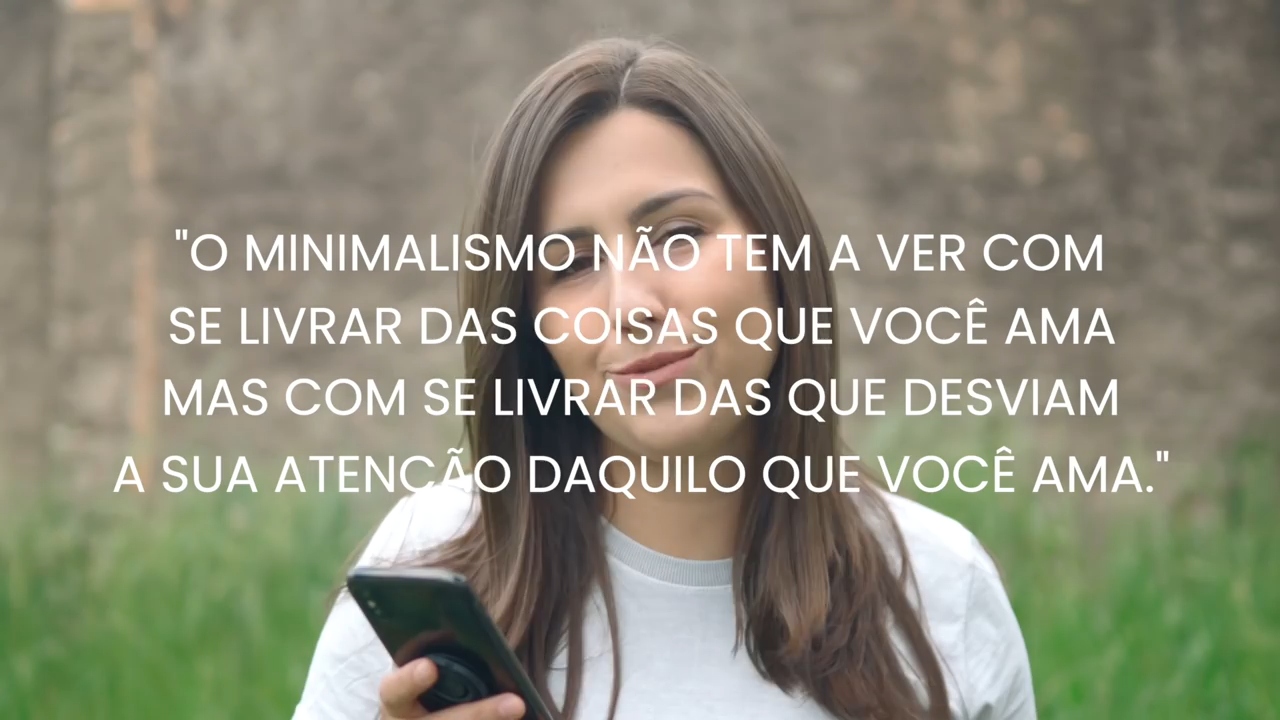 "O MINIMALISMO NÃO TEM A VER COM
SE LIVRAR DAS COISAS QUE VOCÊ AMA
MAS COM SE LIVRAR DAS QUE DESVIAM
A SUA ATENÇÃO DAQUILO QUE VOCÊ AMA."